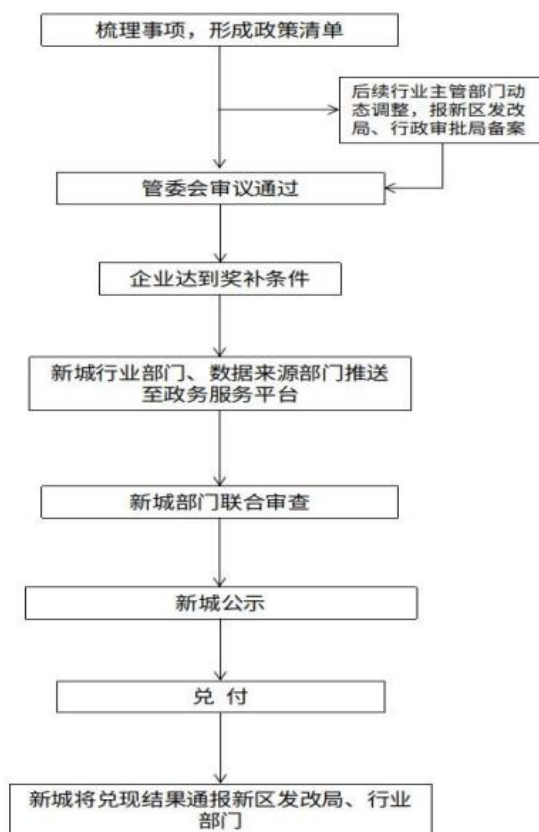 梳理事项，形成政策清单
后续行业主管部门动
态调整，报新区发改
局、行政审批局备案
管委会审议通过
企业达到奖补条件
新城行业部门、数据来源部门推送
至政务服务平台
新城部门联合审查
新城公示
兑 付
新城将兑现结果通报新区发改局、行业
部门